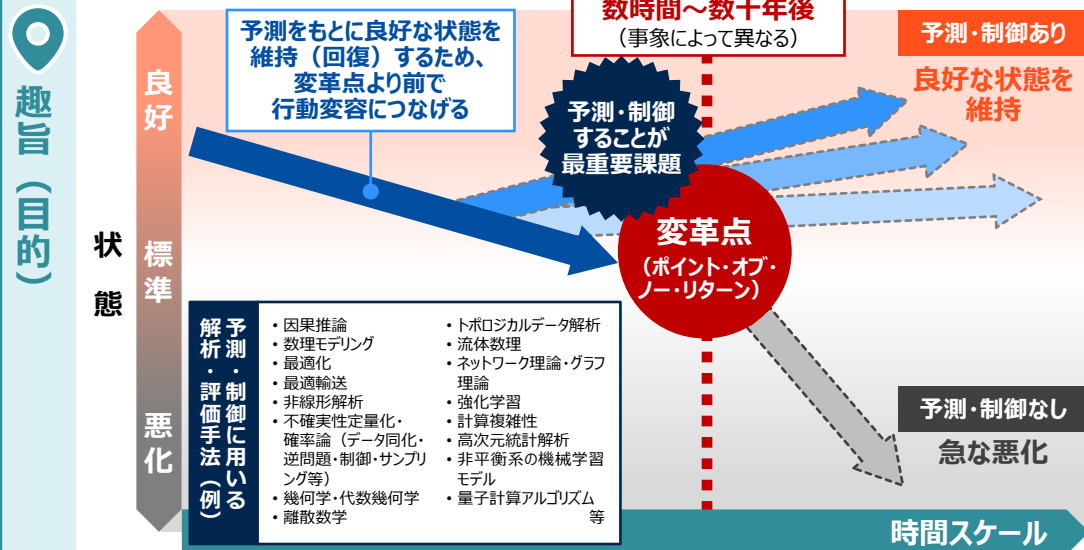 趣旨（目的）
状態
良好
標準
悪化
予測をもとに良好な状態を
維持（回復）するため、
変革点より前で
行動変容につなげる
数時間～数十年後
（事象によって異なる）
予測・制御
することが
最重要課題
予測・制御あり
良好な状態を
維持
変革点
（ポイント・オブ・
ノー・リターン）
予測・制御に用いる
解析・評価手法（例）
・因果推論
・数理モデリング
・最適化
・最適輸送
・非線形解析
・不確実性定量化・
確率論（データ同化・
逆問題・制御・サンプリ
ング等）
・幾何学・代数幾何学
・離散数学
・トポロジカルデータ解析
・流体数理
・ネットワーク理論・グラフ
理論
・強化学習
・計算複雑性
・高次元統計解析
・非平衡系の機械学習
モデル
・量子計算アルゴリズム
等
予測・制御なし
急な悪化
時間スケール